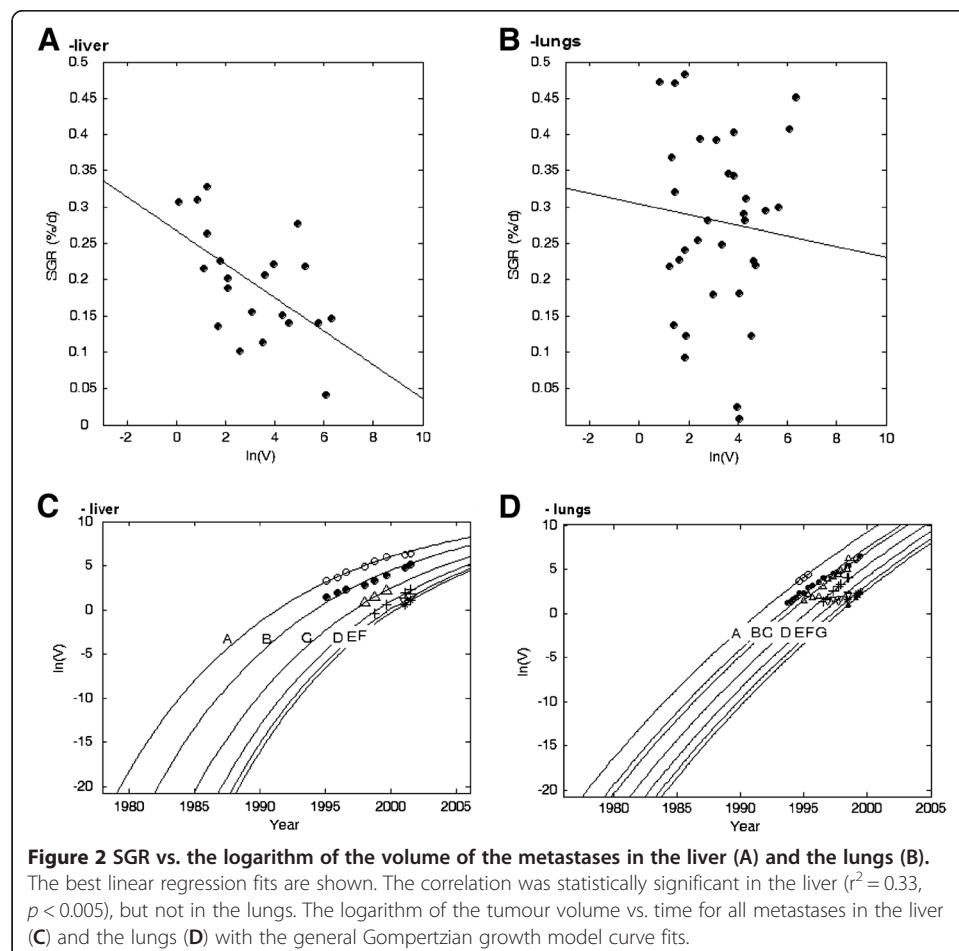 A -liver
B -lungs
0.5
0.45
0.4
0.35
0.3
0.25
0.2
0.15
0.1
0.05
0
SGR (%/d)
-2 0 2 4 6 8 10
ln(V)
0.5
0.45
0.4
0.35
0.3
0.25
0.2
0.15
0.1
0.05
SGR (%/d)
-2 0 2 4 6 8 10
ln(V)
C - liver
D - lungs
10
5
0
-5
-10
-15
-20
ln(V)
A B C D E F
1980 1985 1990 1995 2000 2005
Year
10
5
0
-5
-10
-15
-20
ln(V)
A B C D E F G
1980 1985 1990 1995 2000 2005
Year
Figure 2 SGR vs. the logarithm of the volume of the metastases in the liver (A) and the lungs (B).
The best linear regression fits are shown. The correlation was statistically significant in the liver (r² = 0.33,
p < 0.005), but not in the lungs. The logarithm of the tumour volume vs. time for all metastases in the liver
(C) and the lungs (D) with the general Gompertzian growth model curve fits.